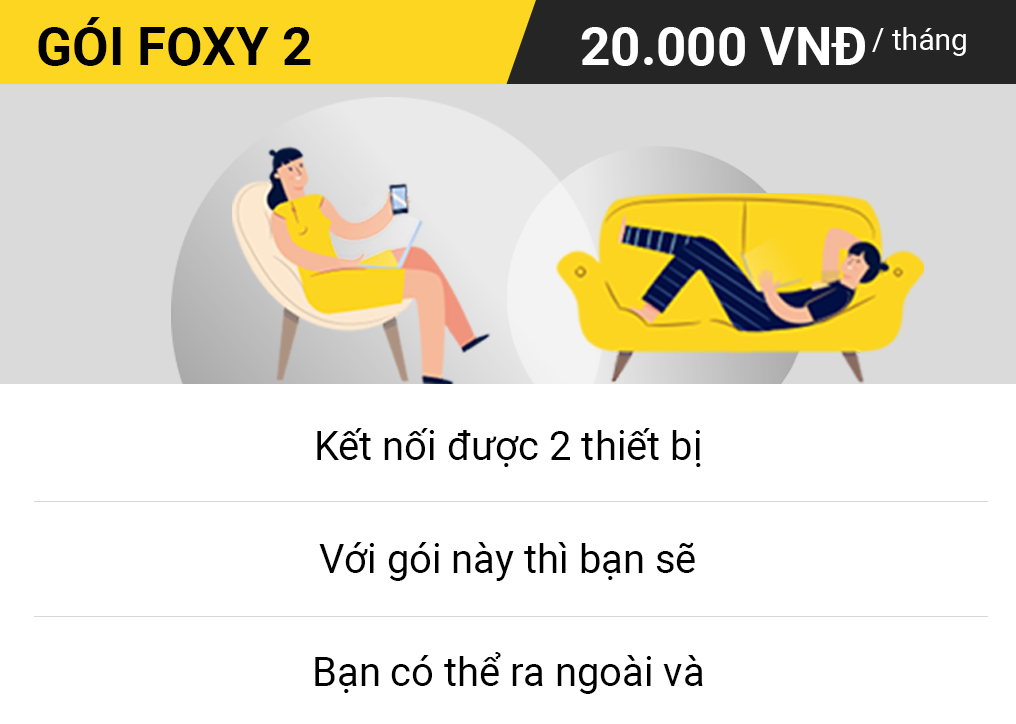 GÓI FOXY 2
20.000 VNĐ / tháng
Kết nối được 2 thiết bị
Với gói này thì bạn sẽ
Bạn có thể ra ngoài và